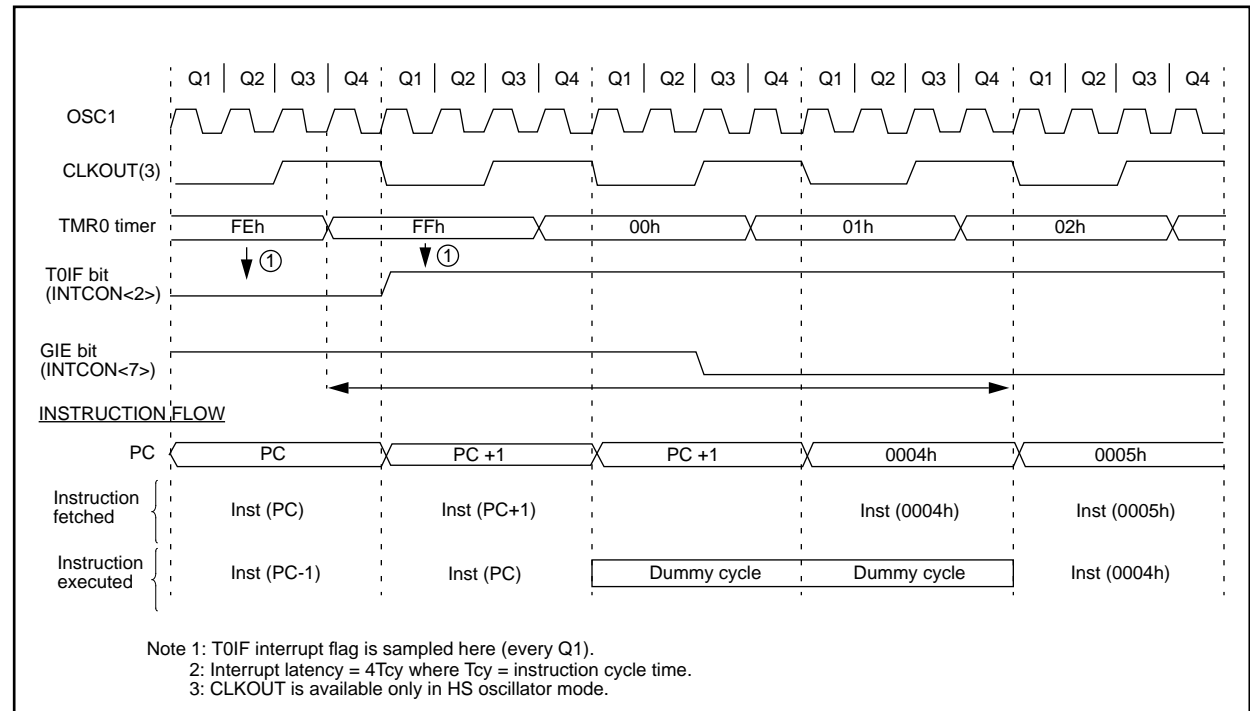 Q1 Q2 Q3 Q4 Q1 Q2 Q3 Q4 Q1 Q2 Q3 Q4 Q1 Q2 Q3 Q4 Q1 Q2 Q3 Q4
OSC1
CLKOUT(3)
TMR0 timer FEh FFh 00h 01h 02h
1 1
T0IF bit
(INTCON<2>)
GIE bit
(INTCON<7>)
INSTRUCTION FLOW
PC PC PC +1 PC +1 0004h 0005h
Instruction
fetched
Inst (PC) Inst (PC+1) Inst (0004h) Inst (0005h)
Instruction
executed
Inst (PC-1) Inst (PC) Dummy cycle Dummy cycle Inst (0004h)
Note 1: T0IF interrupt flag is sampled here (every Q1).
2: Interrupt latency = 4Tcy where Tcy = instruction cycle time.
3: CLKOUT is available only in HS oscillator mode.